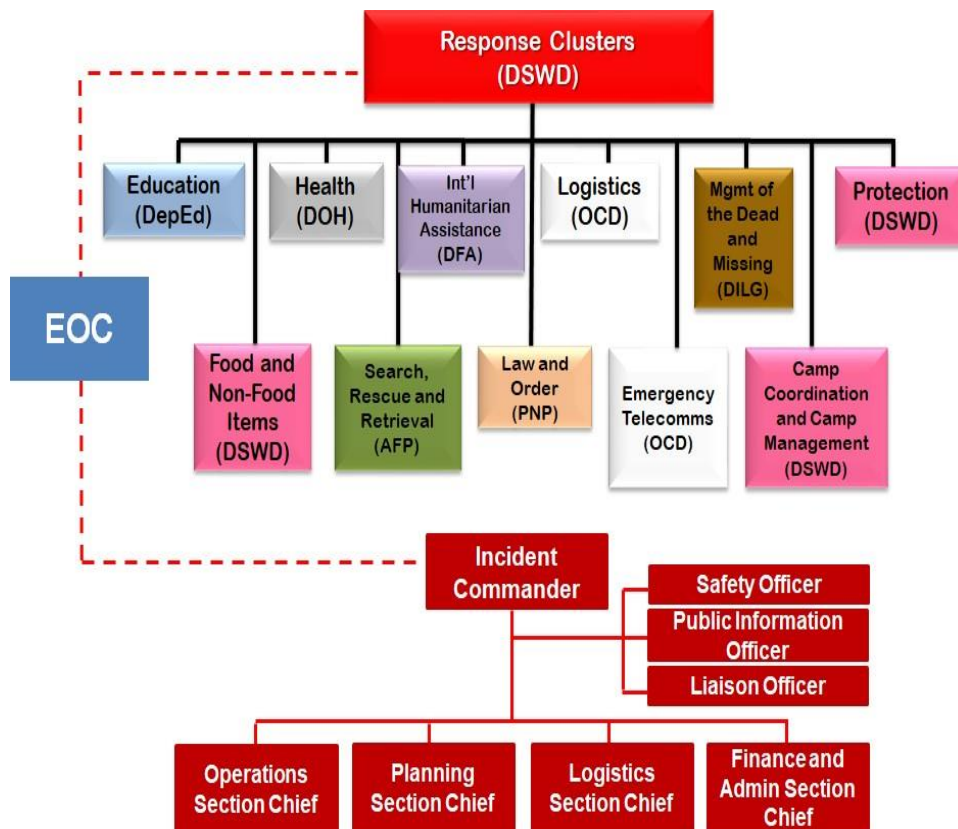 Response Clusters
(DSWD)
Education
(DepEd)
Health
(DOH)
Int'l
Humanitarian
Assistance
(DFA)
Logistics
(OCD)
Mgmt of
the Dead
and
Missing
(DILG)
Protection
(DSWD)
EOC
Food and
Non-Food
Items
(DSWD)
Search,
Rescue and
Retrieval
(AFP)
Law and
Order
(PNP)
Emergency
Telecomms
(OCD)
Camp
Coordination
and Camp
Management
(DSWD)
Incident
Commander
Safety Officer
Public Information
Officer
Liaison Officer
Operations
Section Chief
Planning
Section Chief
Logistics
Section Chief
Finance and
Admin Section
Chief